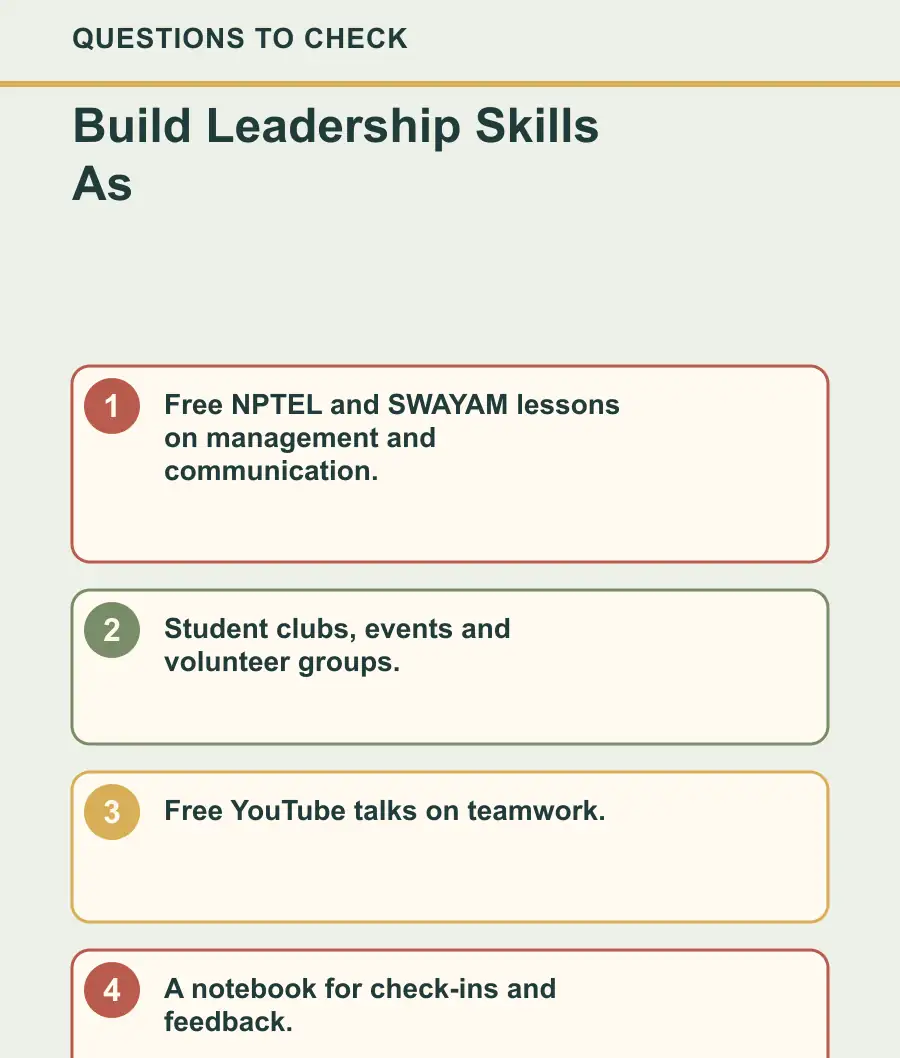 QUESTIONS TO CHECK
Build Leadership Skills
As
1
Free NPTEL and SWAYAM lessons
on management and
communication.
2
Student clubs, events and
volunteer groups.
3
Free YouTube talks on teamwork.
4
A notebook for check-ins and
feedback.